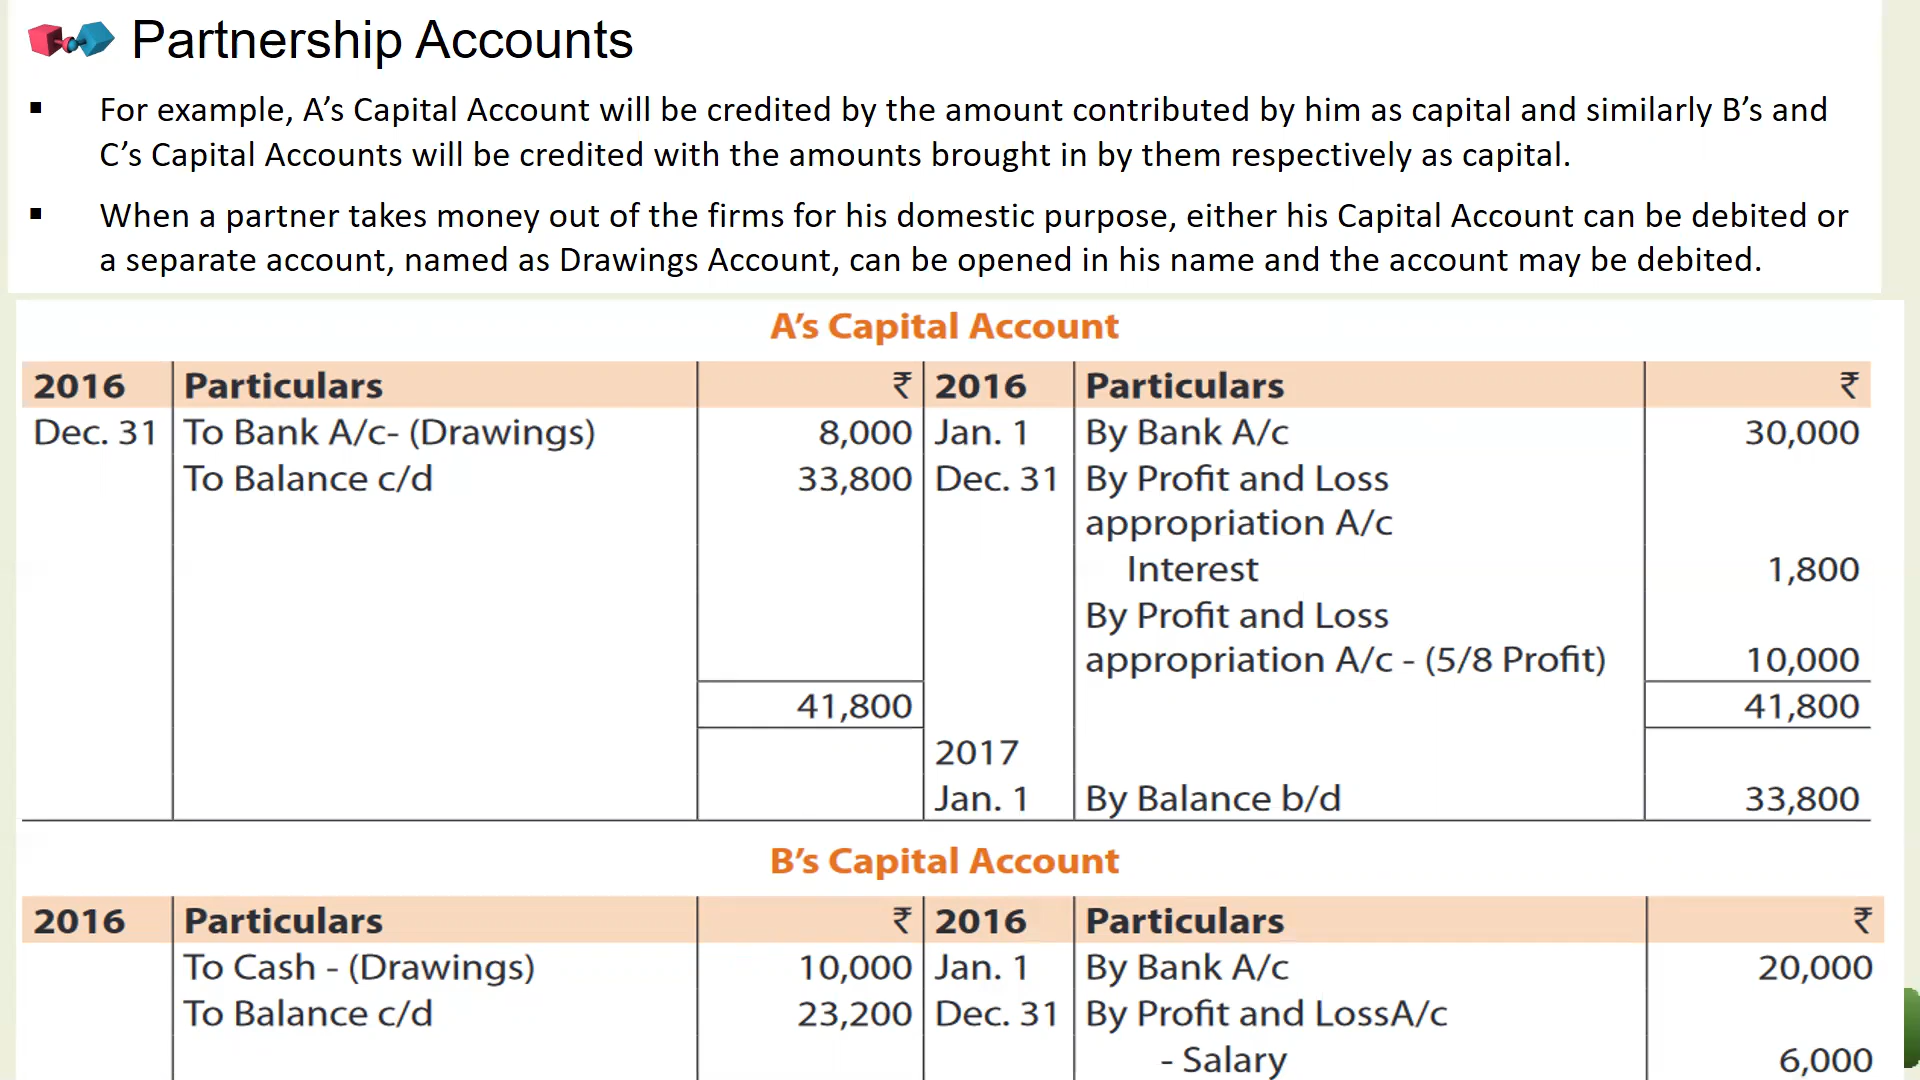 Partnership Accounts
▪ For example, A’s Capital Account will be credited by the amount contributed by him as capital and similarly B’s and
C’s Capital Accounts will be credited with the amounts brought in by them respectively as capital.
▪ When a partner takes money out of the firms for his domestic purpose, either his Capital Account can be debited or
a separate account, named as Drawings Account, can be opened in his name and the account may be debited.
A’s Capital Account
2016 Particulars ₹ 2016 Particulars ₹
Dec. 31 To Bank A/c- (Drawings) 8,000 Jan. 1 By Bank A/c 30,000
To Balance c/d 33,800 Dec. 31 By Profit and Loss
appropriation A/c
Interest 1,800
By Profit and Loss
appropriation A/c - (5/8 Profit) 10,000
41,800 41,800
2017
Jan. 1 By Balance b/d 33,800
B’s Capital Account
2016 Particulars ₹ 2016 Particulars ₹
To Cash - (Drawings) 10,000 Jan. 1 By Bank A/c 20,000
To Balance c/d 23,200 Dec. 31 By Profit and LossA/c
- Salary 6,000